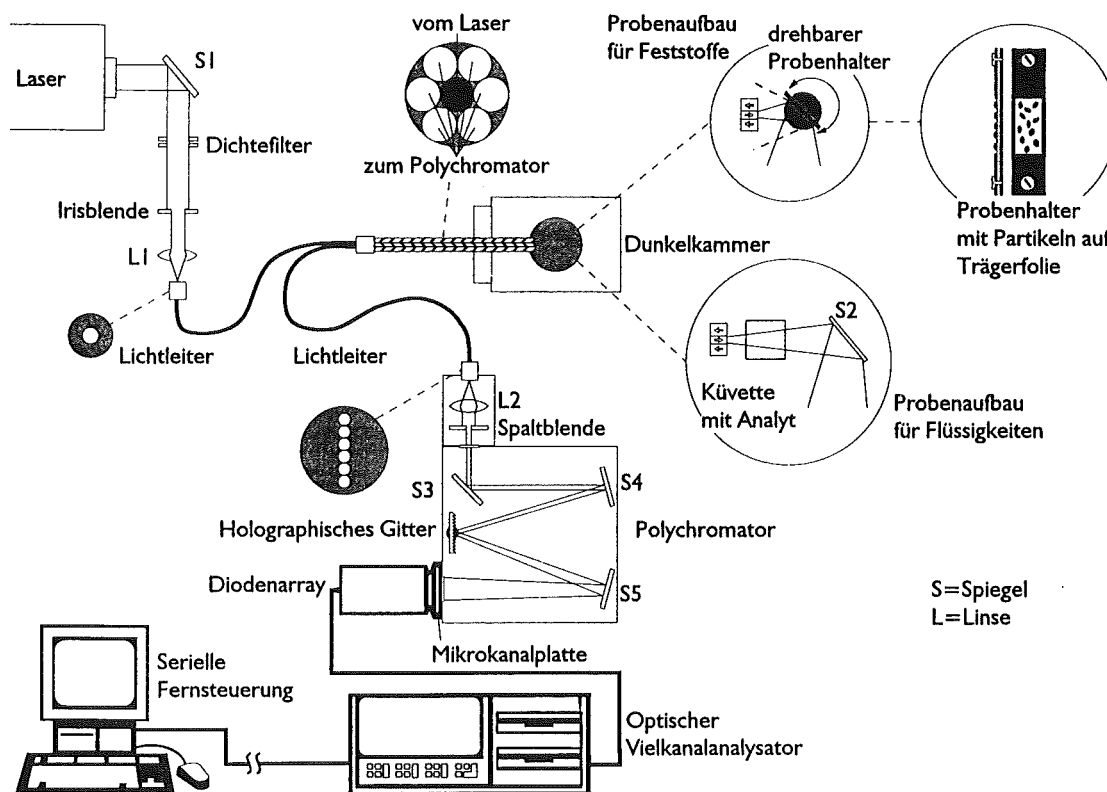 vom Laser
Probenaufbau
für Feststoffe
drehbarer
Probenhalter
S1
Laser
Dichtefilter
zum Polychromator
Irisblende
L1
Dunkelkammer
Probenhalter
mit Partikeln auf
Trägerfolie
Lichtleiter
Lichtleiter
S2
Küvette
mit Analyt
Probenaufbau
für Flüssigkeiten
L2
Spaltblende
S3
S4
Holographisches Gitter
Polychromator
Diodenarray
S5
S=Spiegel
L=Linse
Mikrokanalplatte
Serielle
Fernsteuerung
Optischer
Vielkanalanalysator